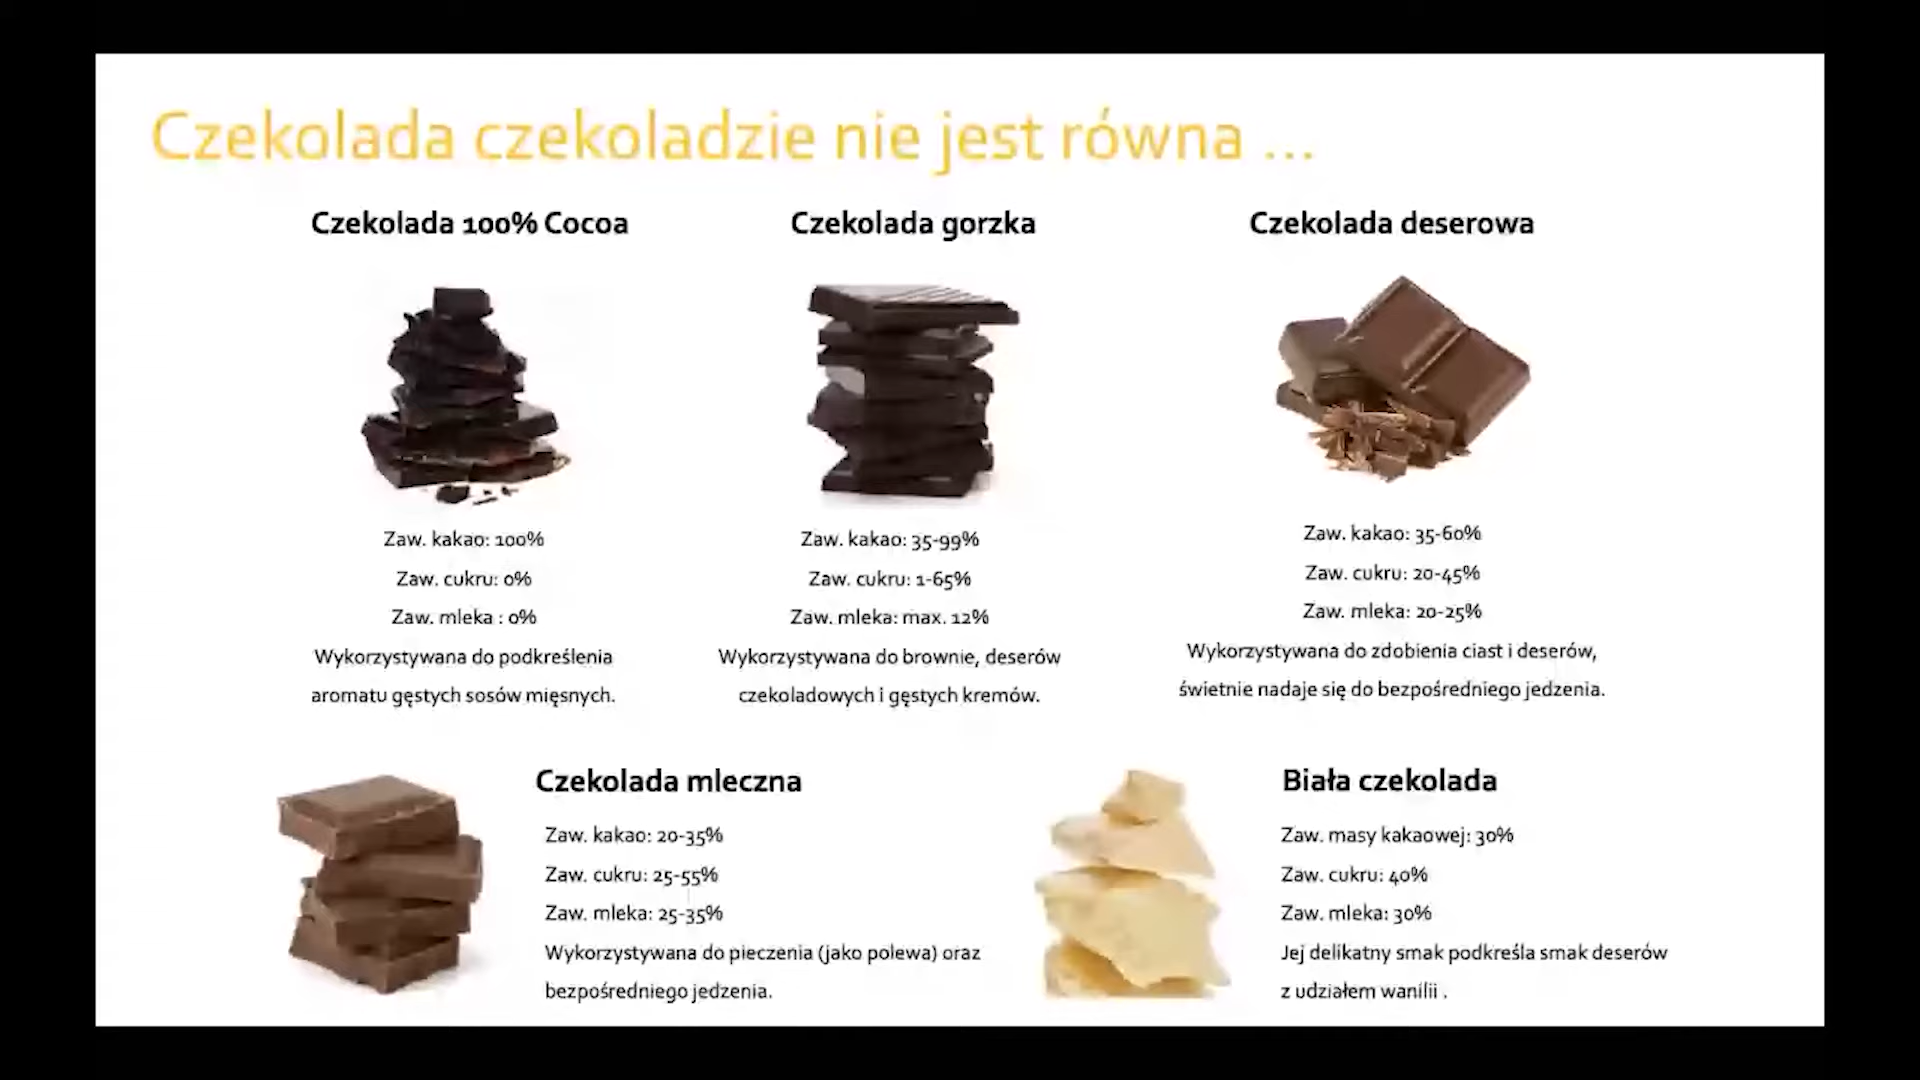 Czekolada czekoladzie nie jest równa ...
Czekolada 100% Cocoa
Zaw. kakao: 100%
Zaw. cukru: 0%
Zaw. mleka : 0%
Wykorzystywana do podkreślenia
aromatu gęstych sosów mięsnych.
Czekolada gorzka
Zaw. kakao: 35-99%
Zaw. cukru: 1-65%
Zaw. mleka: max. 12%
Wykorzystywana do brownie, deserów
czekoladowych i gęstych kremów.
Czekolada deserowa
Zaw. kakao: 35-60%
Zaw. cukru: 20-45%
Zaw. mleka: 20-25%
Wykorzystywana do zdobienia ciast i deserów,
świetnie nadaje się do bezpośredniego jedzenia.
Czekolada mleczna
Zaw. kakao: 20-35%
Zaw. cukru: 25-55%
Zaw. mleka: 25-35%
Wykorzystywana do pieczenia (jako polewa) oraz
bezpośredniego jedzenia.
Biała czekolada
Zaw. masy kakaowej: 30%
Zaw. cukru: 40%
Zaw. mleka: 30%
Jej delikatny smak podkreśla smak deserów
z udziałem wanilii .